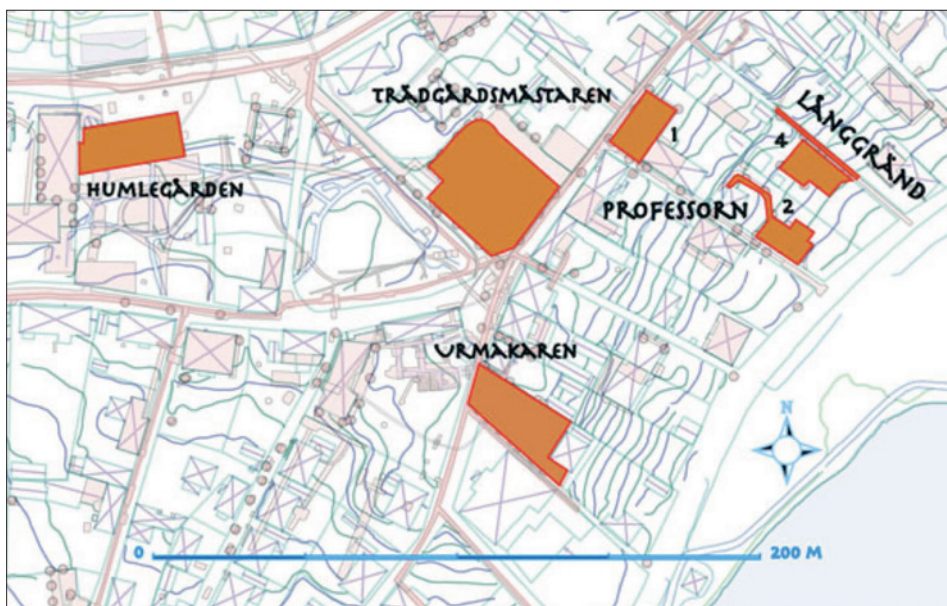 TRÄDGÅRDSMÄSTAREN
1
LÅNGGRÄND
4
HUMLEGÅRDEN
PROFESSORN
2
URMAKAREN
N
0
200 M